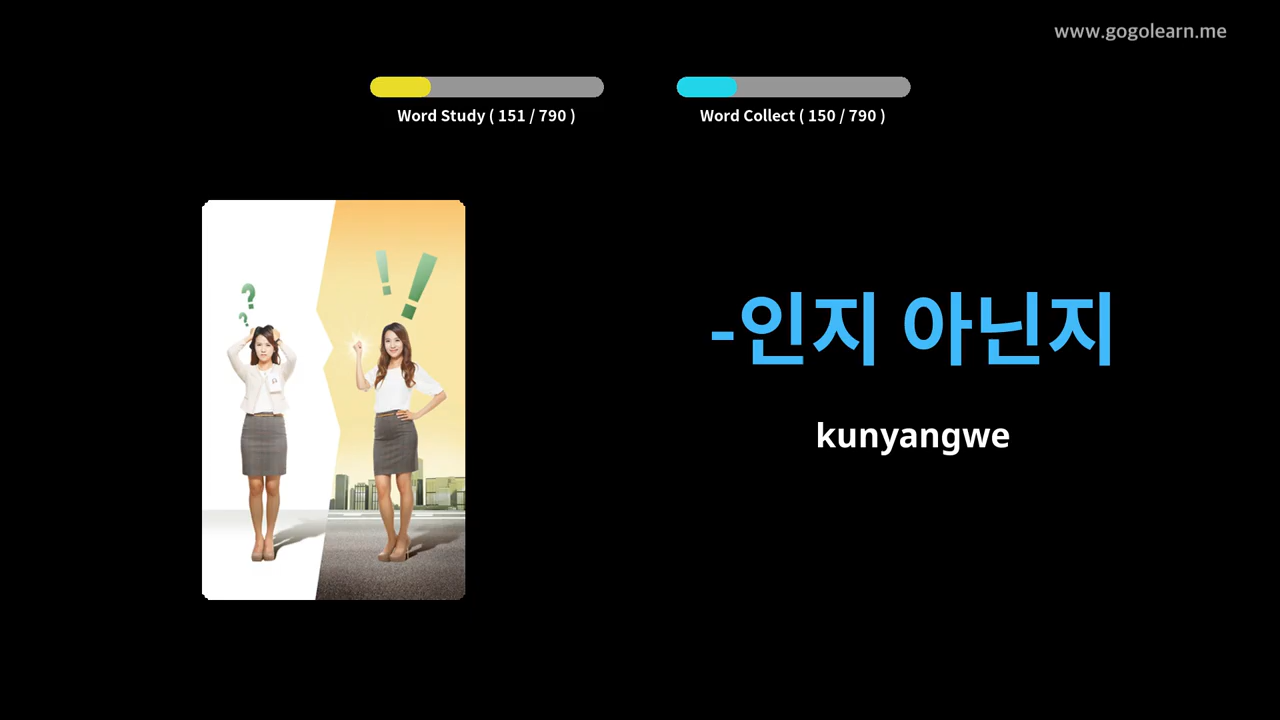 www.gogolearn.me
Word Study ( 151 / 790 )
Word Collect ( 150 / 790 )
??
!!
-인지 아닌지
kunyangwe